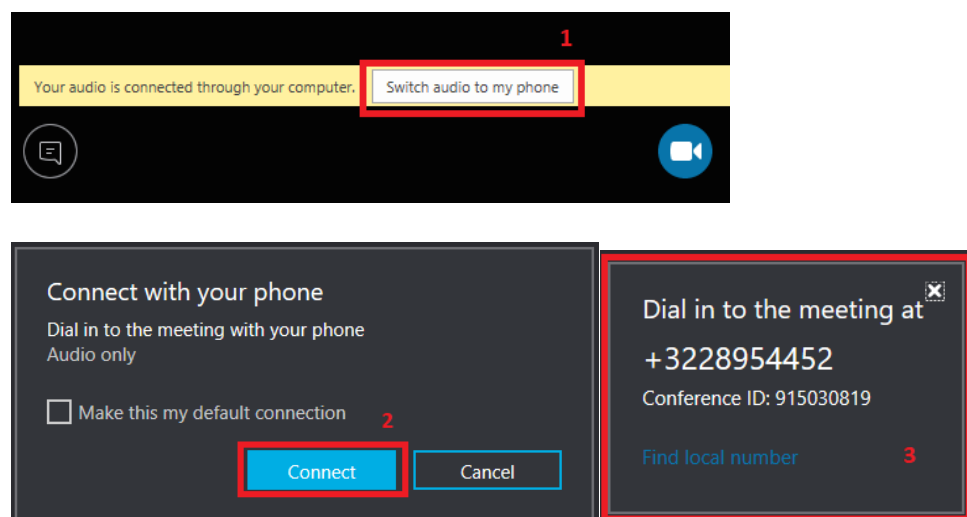 1
Your audio is connected through your computer. Switch audio to my phone
Connect with your phone
Dial in to the meeting with your phone
Audio only
Make this my default connection
2
Connect Cancel
Dial in to the meeting at
+3228954452
Conference ID: 915030819
Find local number 3